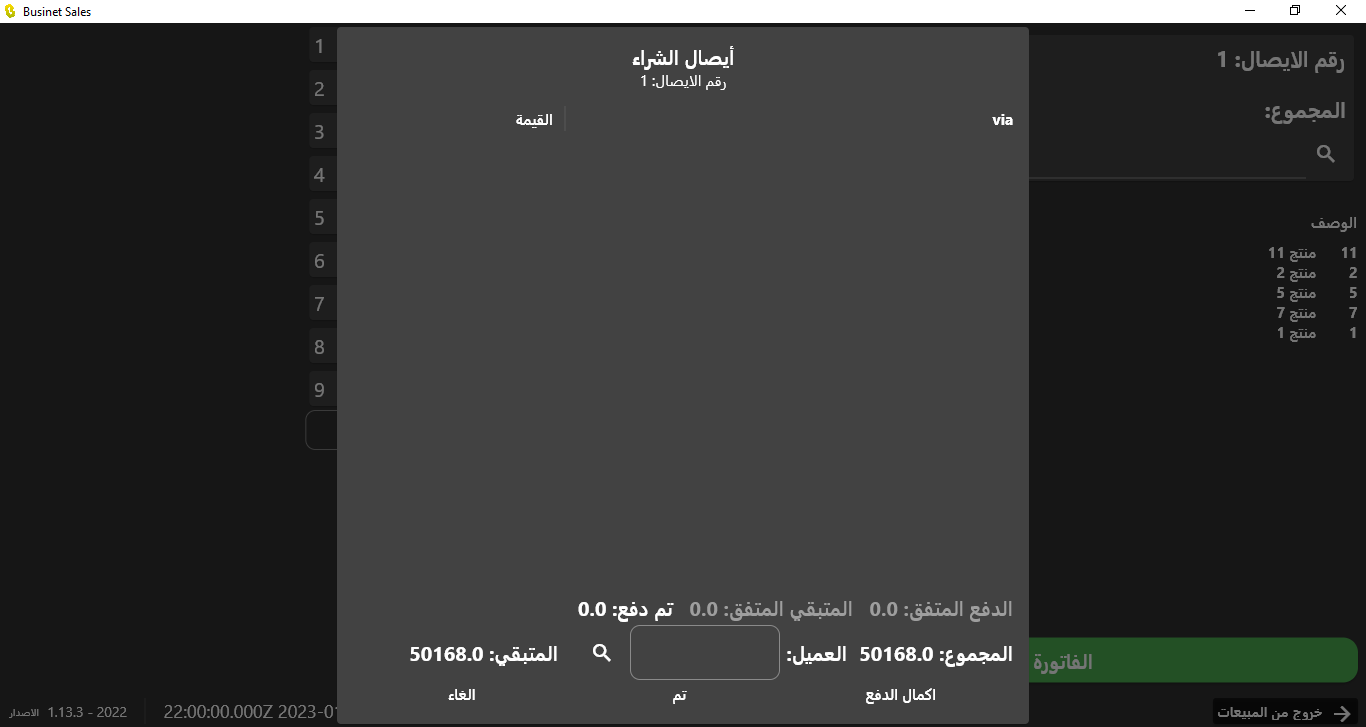 Businet Sales
رقم الايصال: 1
المجموع:
الوصف
11 منتج 11
2 منتج 2
5 منتج 5
7 منتج 7
1 منتج 1
الفاتورة
خروج من المبيعات
أيصال الشراء
رقم الايصال: 1
via القيمة
الدفع المتفق: 0.0 المتبقي المتفق: 0.0 تم دفع: 0.0
المجموع: 50168.0 العميل: المتبقي: 50168.0
اكمال الدفع تم الغاء
1
2
3
4
5
6
7
8
9
22:00:00.000Z 2023-01
الاصدار 1.13.3 - 2022